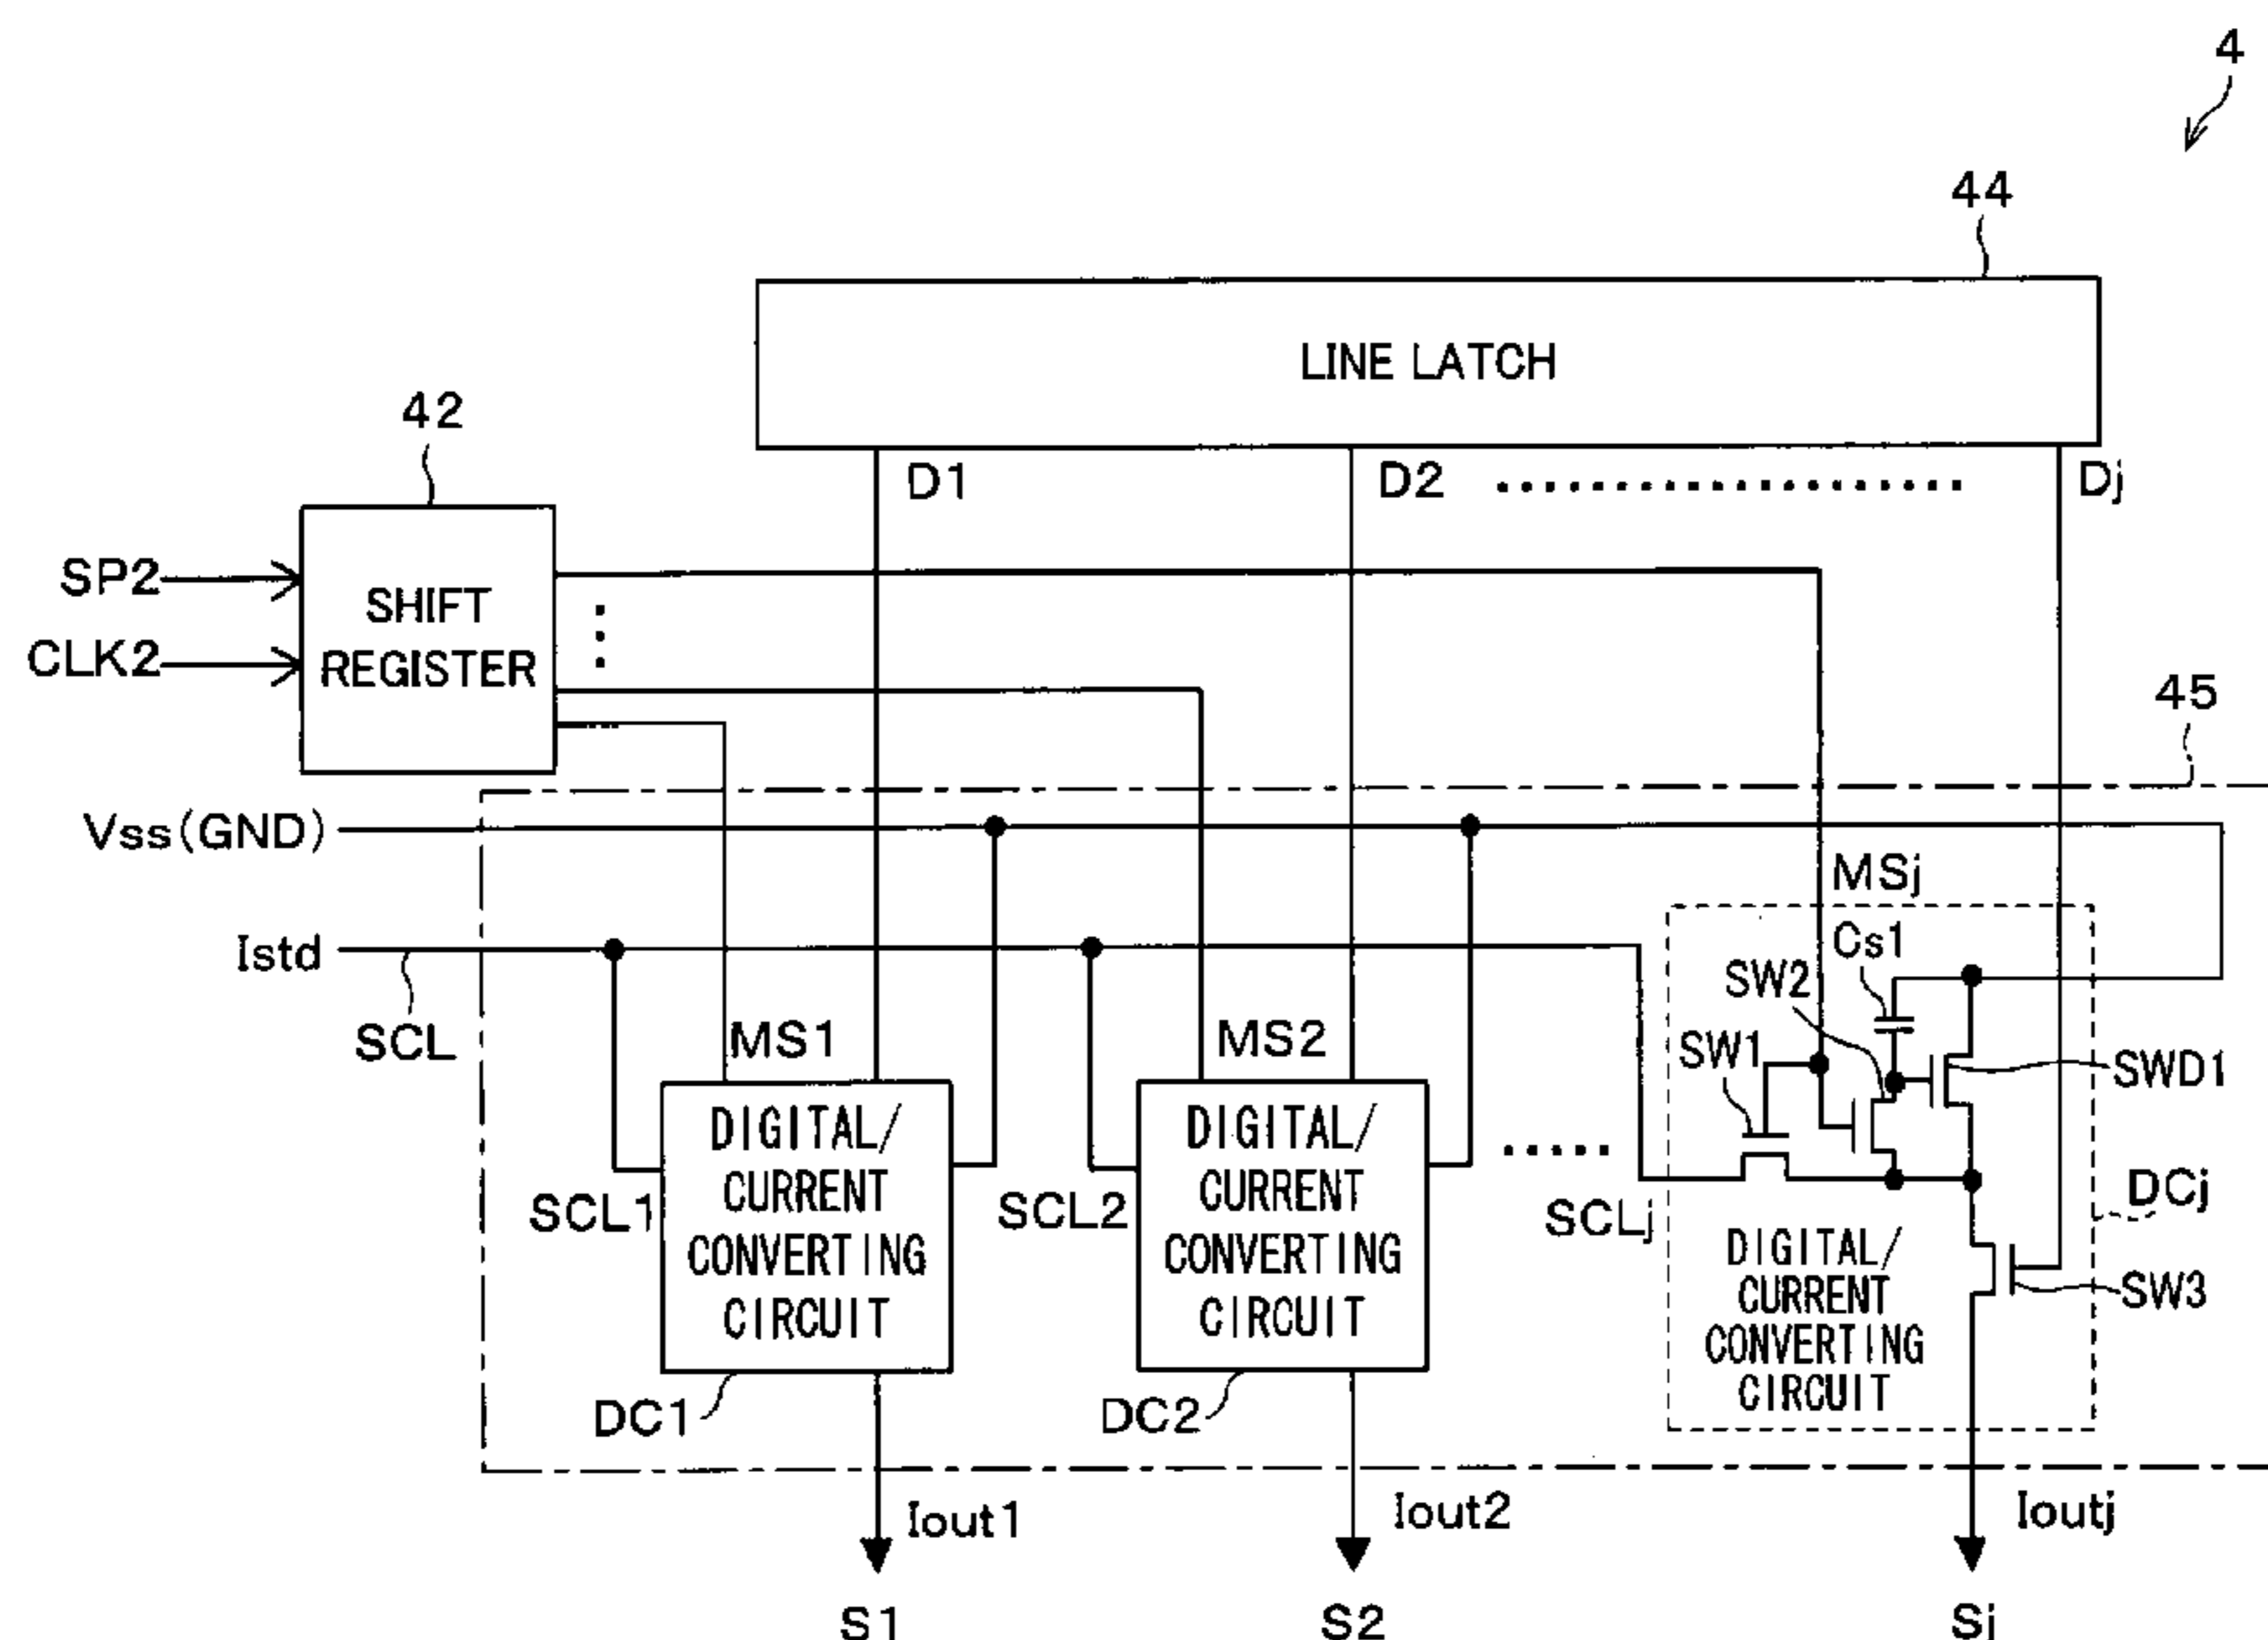 4
44
LINE LATCH
42
D1
D2
Dj
SP2
CLK2
SHIFT
REGISTER
45
Vss(GND)
MSj
Istd
SCL
Cs1
SW2
SW1
SWD1
MS1
MS2
DIGITAL/
CURRENT
CONVERTING
CIRCUIT
DIGITAL/
CURRENT
CONVERTING
CIRCUIT
SCL1
SCL2
SCLj
DCj
DIGITAL/
CURRENT
CONVERTING
CIRCUIT
SW3
DC1
DC2
Iout1
Iout2
Ioutj
S1
S2
Sj